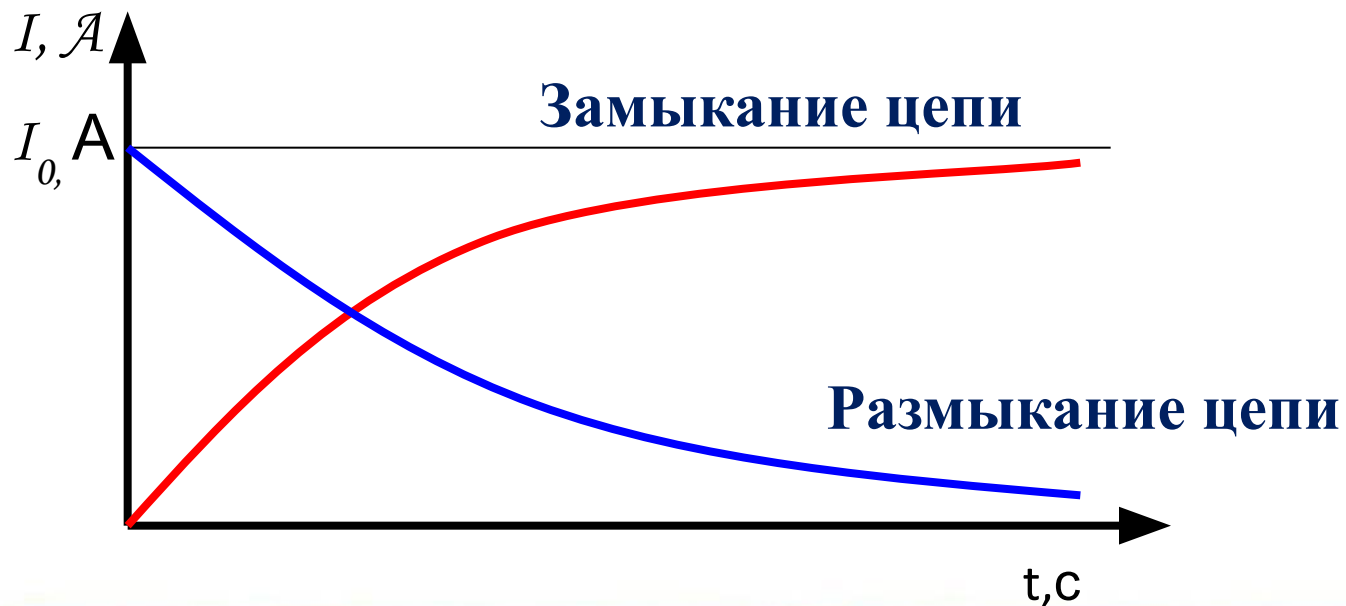 I, A
Замыкание цепи
I0, A
Размыкание цепи
t,c